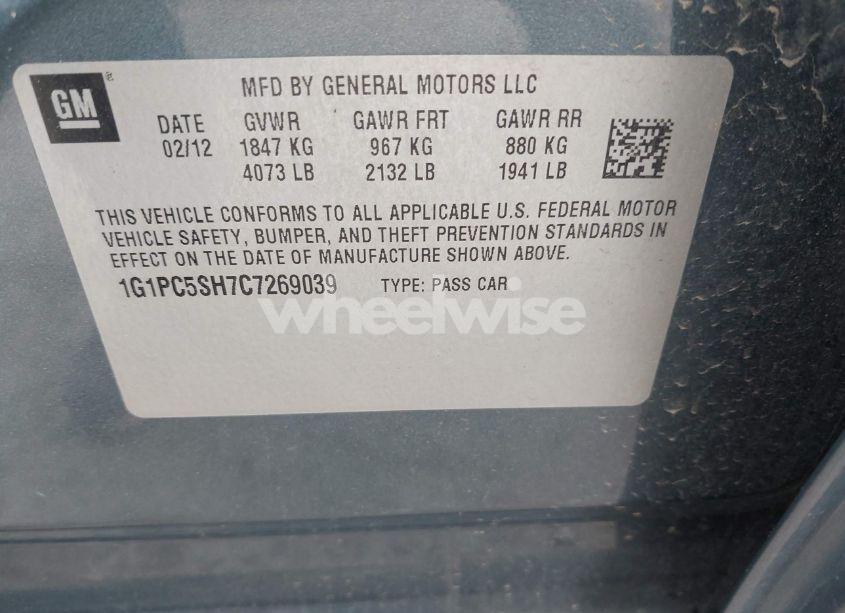 GM ®
MFD BY GENERAL MOTORS LLC
DATE GVWR GAWR FRT GAWR RR
02/12 1847 KG 967 KG 880 KG
4073 LB 2132 LB 1941 LB
THIS VEHICLE CONFORMS TO ALL APPLICABLE U.S. FEDERAL MOTOR
VEHICLE SAFETY, BUMPER, AND THEFT PREVENTION STANDARDS IN
EFFECT ON THE DATE OF MANUFACTURE SHOWN ABOVE.
1G1PC5SH7C7269039 TYPE: PASS CAR
wheelwise